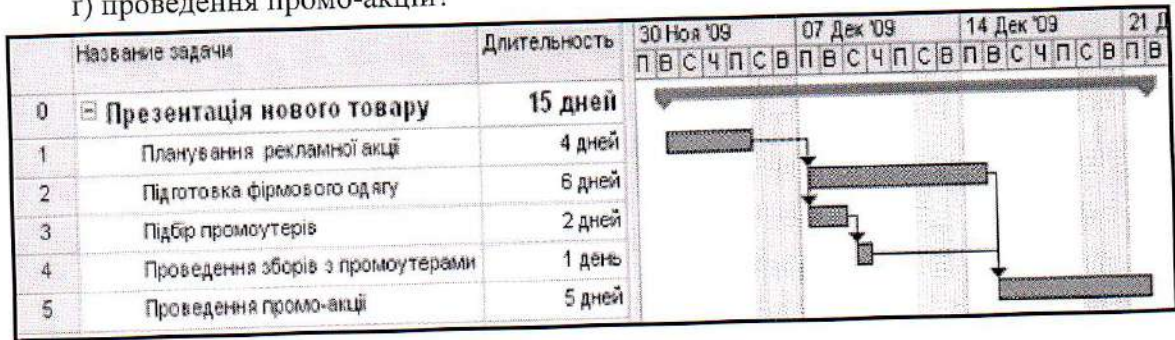 г) проведення промо-акцій?
Название задачи Длительность 30 Ноя '09 07 Дек '09 14 Дек '09 21 Д
П В С Ч П С В П В С Ч П С В П В С Ч П С В П В
0 Презентація нового товару 15 дней
1 Планування рекламної акції 4 дней
2 Підготовка фірмового одягу 6 дней
3 Підбір промоутерів 2 дней
4 Проведення зборів з промоутерами 1 день
5 Проведення промо-акції 5 дней